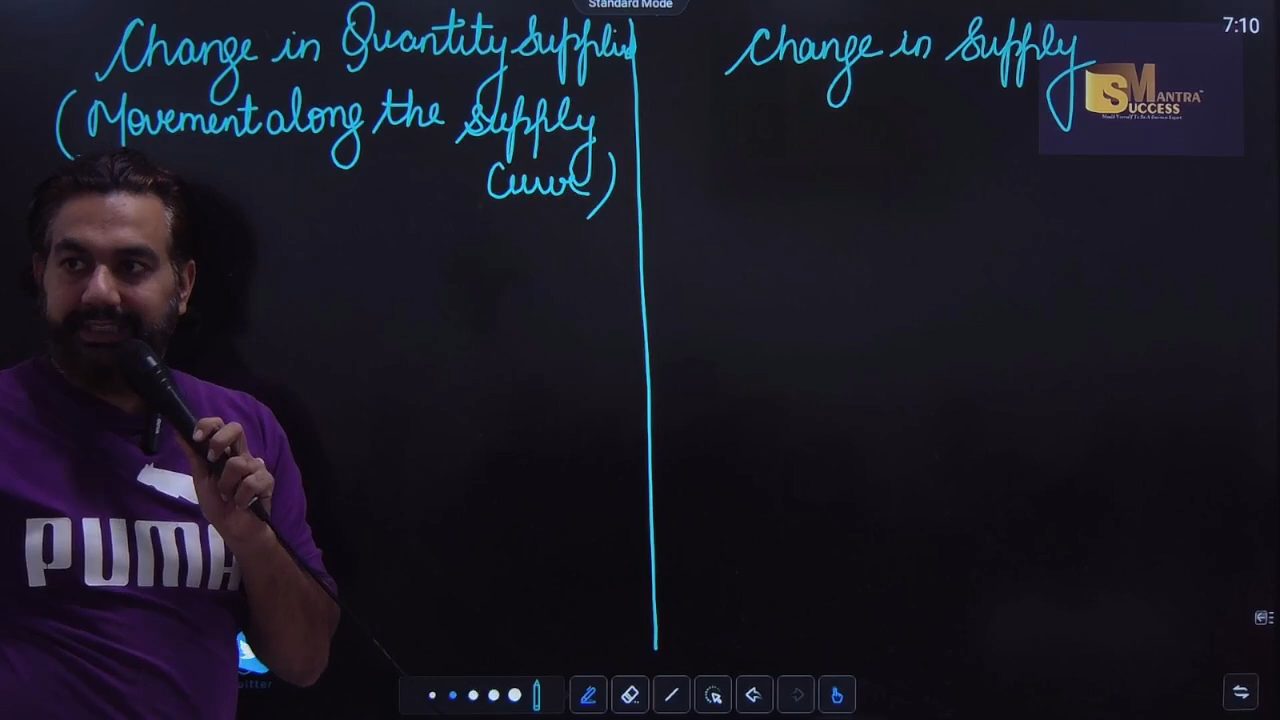 Standard Mode
7:10
Change in Quantity Supplied
(Movement along the Supply
Curve)
Change in Supply
SM
MANTRA
SUCCESS
PUMA